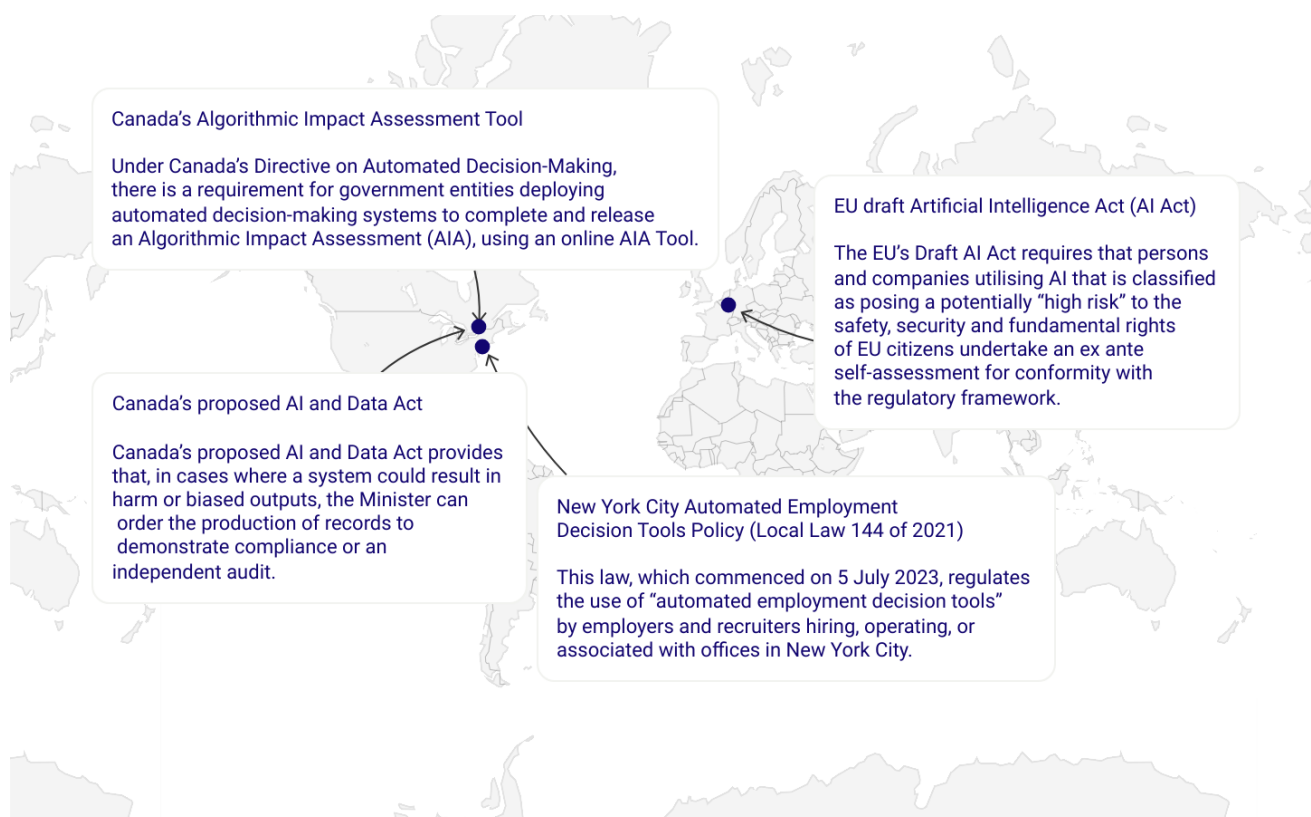 Canada's Algorithmic Impact Assessment Tool
Under Canada's Directive on Automated Decision-Making,
there is a requirement for government entities deploying
automated decision-making systems to complete and release
an Algorithmic Impact Assessment (AIA), using an online AIA Tool.
EU draft Artificial Intelligence Act (AI Act)
The EU's Draft AI Act requires that persons
and companies utilising AI that is classified
as posing a potentially “high risk” to the
safety, security and fundamental rights
of EU citizens undertake an ex ante
self-assessment for conformity with
the regulatory framework.
Canada's proposed AI and Data Act
Canada's proposed AI and Data Act provides
that, in cases where a system could result in
harm or biased outputs, the Minister can
order the production of records to
demonstrate compliance or an
independent audit.
New York City Automated Employment
Decision Tools Policy (Local Law 144 of 2021)
This law, which commenced on 5 July 2023, regulates
the use of “automated employment decision tools”
by employers and recruiters hiring, operating, or
associated with offices in New York City.